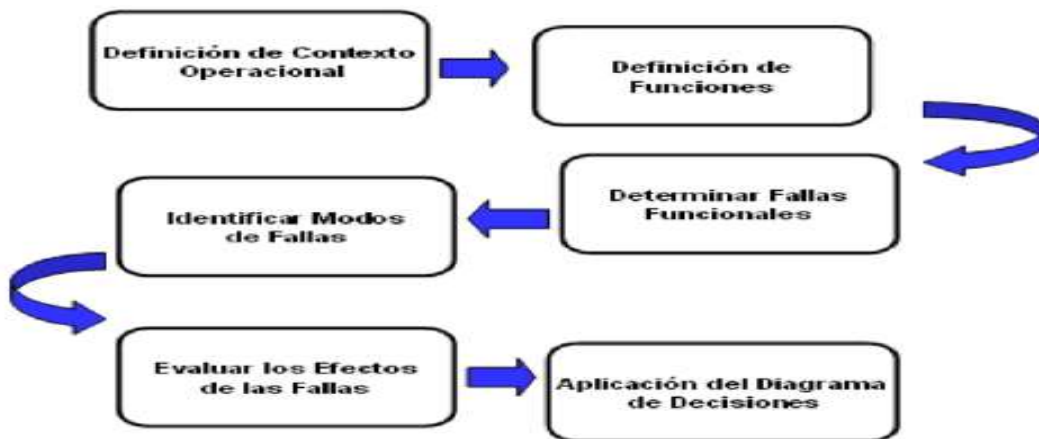 Definición de Contexto
Operacional
Definición de
Funciones
Determinar Fallas
Funcionales
Identificar Modos
de Fallas
Evaluar los Efectos
de las Fallas
Aplicación del Diagrama
de Decisiones